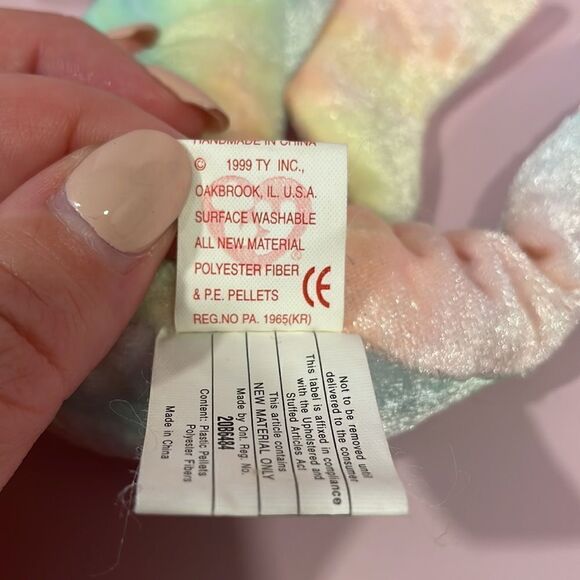 HANDMADE IN CHINA
© 1999 TY INC.,
OAKBROOK, IL. U.S.A.
SURFACE WASHABLE
ALL NEW MATERIAL
POLYESTER FIBER
& P.E. PELLETS CE
REG.NO PA. 1965(KR)
Not to be removed until
delivered to the consumer
This label is affixed in compliance
with the Upholstered and
Stuffed Articles Act
This article contains
NEW MATERIAL ONLY
Made by Ont. Reg. No.
20B6484
Content: Plastic Pellets
Polyester Fibers
Made in China